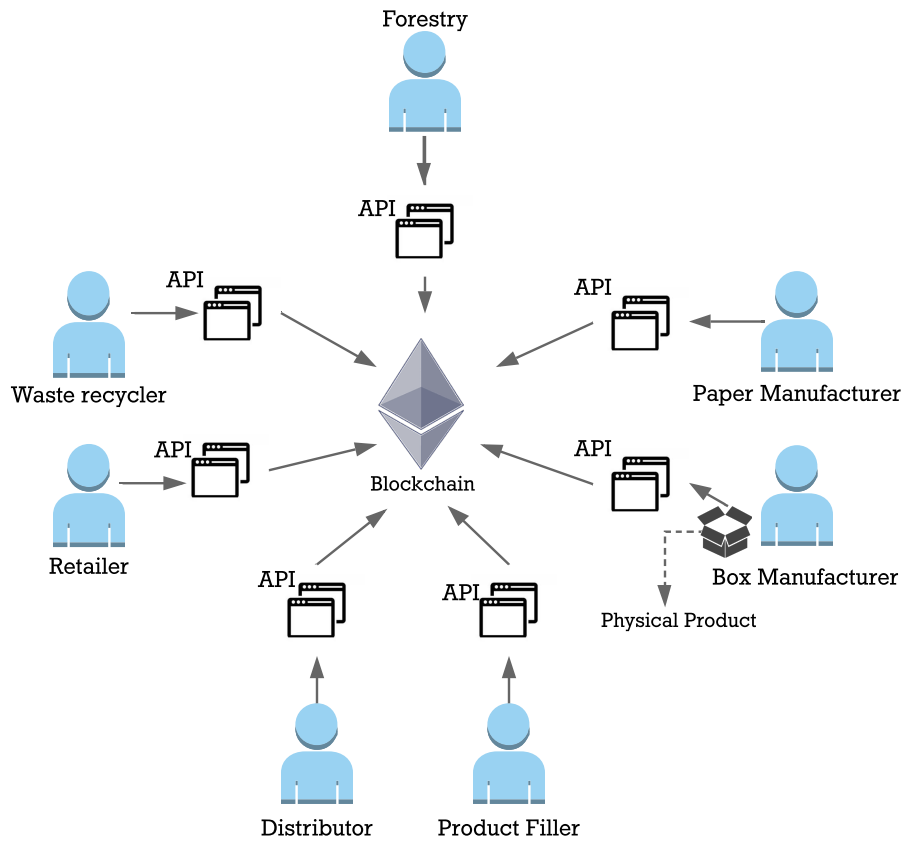 Forestry
API
API
API
Waste recycler
Paper Manufacturer
API
API
Blockchain
Retailer
Box Manufacturer
API
API
Physical Product
Distributor
Product Filler